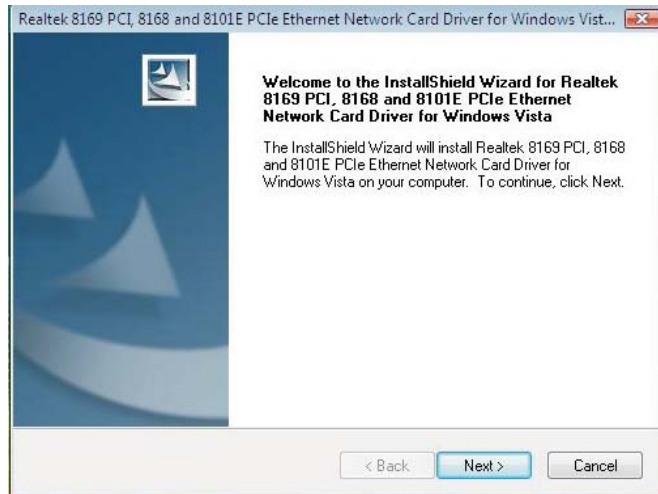 Realtek 8169 PCI, 8168 and 8101E PCIe Ethernet Network Card Driver for Windows Vist...
Welcome to the InstallShield Wizard for Realtek
8169 PCI, 8168 and 8101E PCIe Ethernet
Network Card Driver for Windows Vista
The InstallShield Wizard will install Realtek 8169 PCI, 8168
and 8101E PCIe Ethernet Network Card Driver for
Windows Vista on your computer. To continue, click Next.
< Back
Next >
Cancel